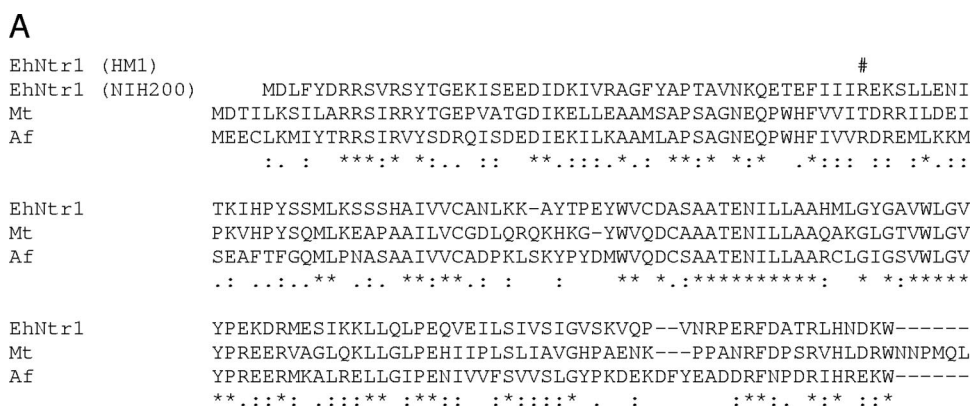 A
EhNtr1 (HM1) #
EhNtr1 (NIH200) MDLFYDRRSVRSYTGEKISEEDIDKIVRAGFYAPTAVNKQETEFIIIREKSLLENI
Mt MDTILKSILARRSIRRYTGEPVATGDIKELLEAAMSAPSAGNEQPWHFVVITDRRILDEI
Af MEECLKMIYTRRSIRVYSDRQISDEDIEKILKAAMLAPSAGNEQPWHFIVVRDREMLKKM
:. : ***:* *:.. :: **.:::.*: **:* *:* .*::: :: :*..:
EhNtr1 TKIHPYSSMLKSSSHAIVVCANLKK-AYTPEYWVCDASAATENILLAAHMLGYGAVWLGV
Mt PKVHPYSQMLKEAPAAILVCGDLQRQKHKG-YWVQDCAAATENILLAAQAKGLGTVWLGV
Af SEAFTFGQMLPNASAAIVVCADPKLSKYPYDMWVQDCSAATENILLAARCLGIGSVWLGV
.: ..:.** .:. **:**.: : : ** *.:**********: * *:*****
EhNtr1 YPEKDRMESIKKLLQLPEQVEILSIVSIGVSKVQP--VNRPERFDATRLHNDKW------
Mt YPREERVAGLQKLLGLPEHIIPLSLIAVGHPAENK---PPANRFDPSRVHLDRWNNPMQL
Af YPREERMKALRELLGIPENIVVFSVVSLGYPKDEKDFYEADDRFNPDRIHREKW------
**.::*: .:::** :**:: :*:::* . : :**:. *:* ::*